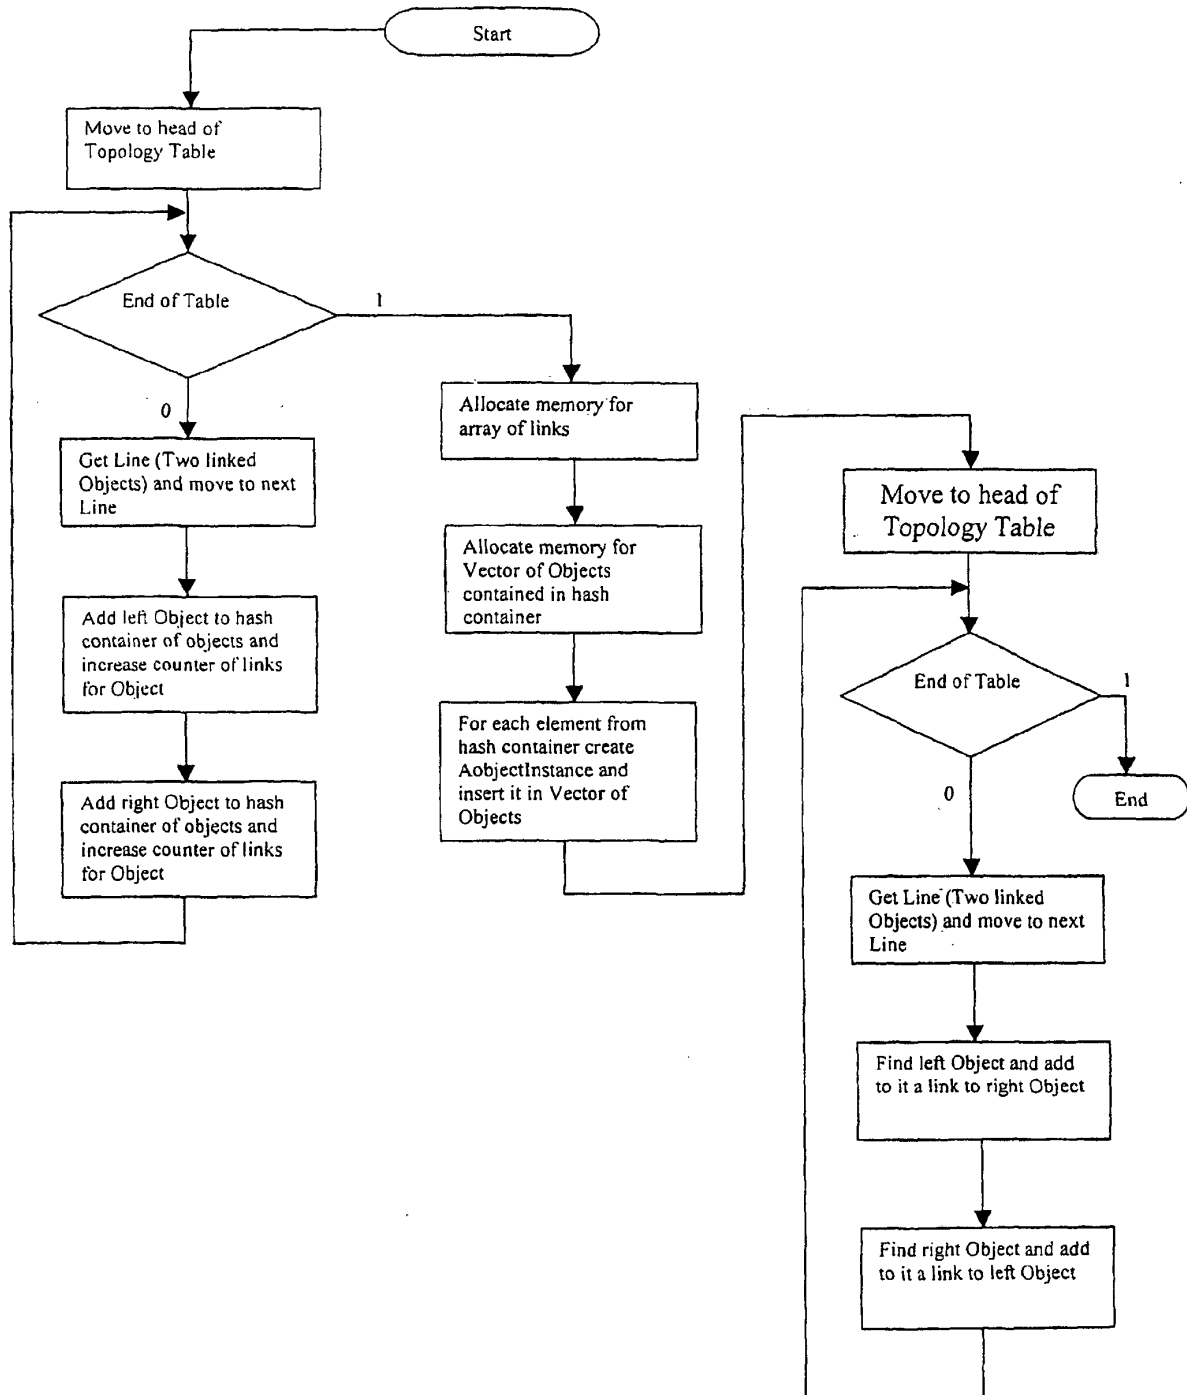 Start
Move to head of
Topology Table
End of Table
1
0
Get Line (Two linked
Objects) and move to next
Line
Add left Object to hash
container of objects and
increase counter of links
for Object
Add right Object to hash
container of objects and
increase counter of links
for Object
Allocate memory for
array of links
Allocate memory for
Vector of Objects
contained in hash
container
For each element from
hash container create
AobjectInstance and
insert it in Vector of
Objects
Move to head of
Topology Table
End of Table
1
0
End
Get Line (Two linked
Objects) and move to next
Line
Find left Object and add
to it a link to right Object
Find right Object and add
to it a link to left Object